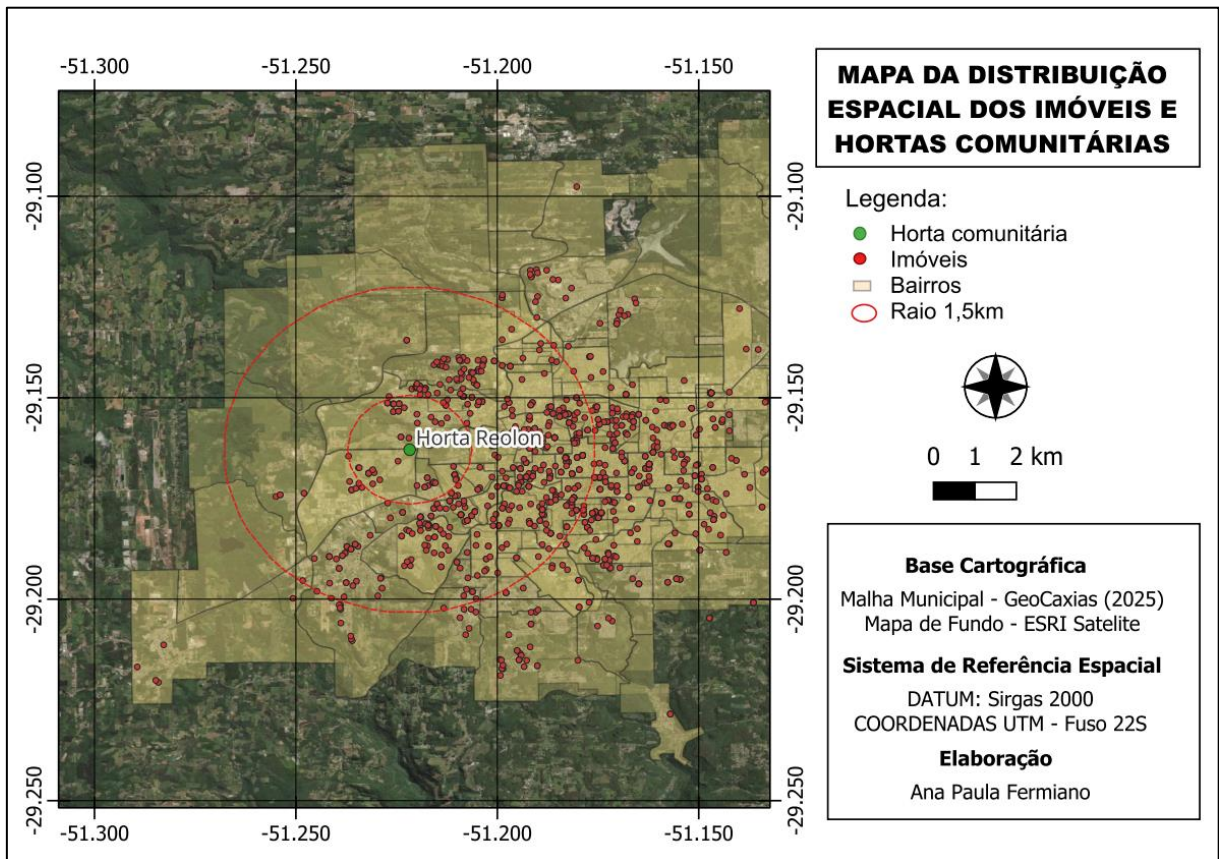 -51.300 -51.250 -51.200 -51.150
-29.100
-29.150
-29.200
-29.250
Horta Reolon
-29.100
-29.150
-29.200
-29.250
-51.300 -51.250 -51.200 -51.150
MAPA DA DISTRIBUIÇÃO
ESPACIAL DOS IMÓVEIS E
HORTAS COMUNITÁRIAS
Legenda:
Horta comunitária
Imóveis
Bairros
Raio 1,5km
0 1 2 km
Base Cartográfica
Malha Municipal - GeoCaxias (2025)
Mapa de Fundo - ESRI Satelite
Sistema de Referência Espacial
DATUM: Sirgas 2000
COORDENADAS UTM - Fuso 22S
Elaboração
Ana Paula Fermiano